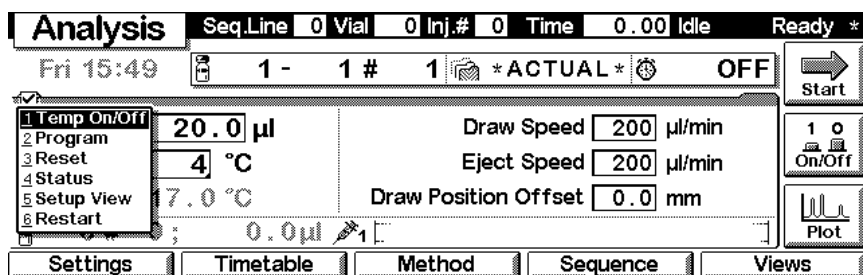 Analysis Seq.Line 0 Vial 0 Inj.# 0 Time 0.00 Idle Ready *
Fri 15:49 1 - 1 # 1 *ACTUAL* OFF
Start
1 Temp On/Off
2 Program
3 Reset
4 Status
5 Setup View
6 Restart
20.0 µl Draw Speed 200 µl/min
4 °C Eject Speed 200 µl/min
17.0 °C Draw Position Offset 0.0 mm
0.0µl 1
1 0
On/Off
Plot
Settings Timetable Method Sequence Views